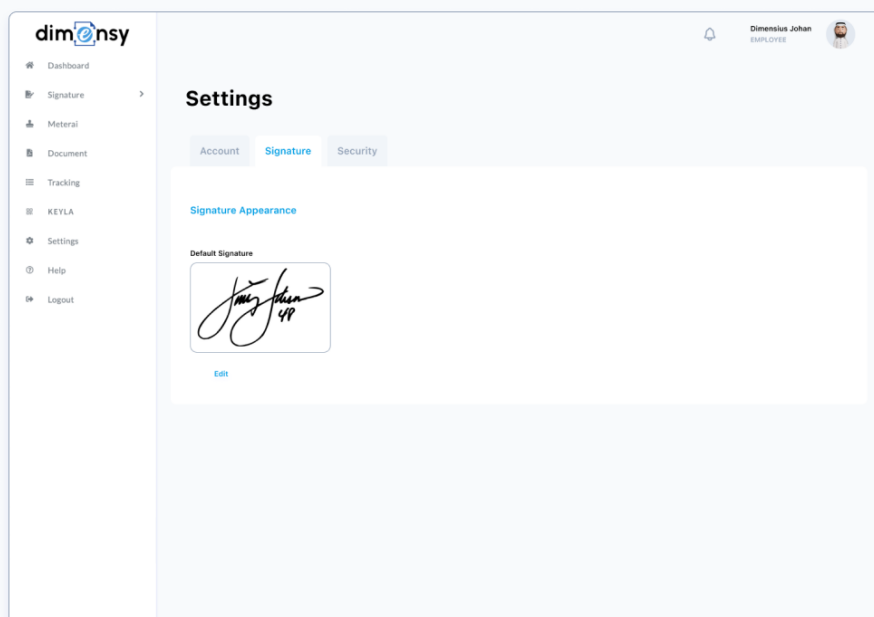 dimensy
Dashboard
Signature
Meterai
Document
Tracking
KEYLA
Settings
Help
Logout
Dimensius Johan
EMPLOYEE
Settings
Account Signature Security
Signature Appearance
Default Signature
48
Edit